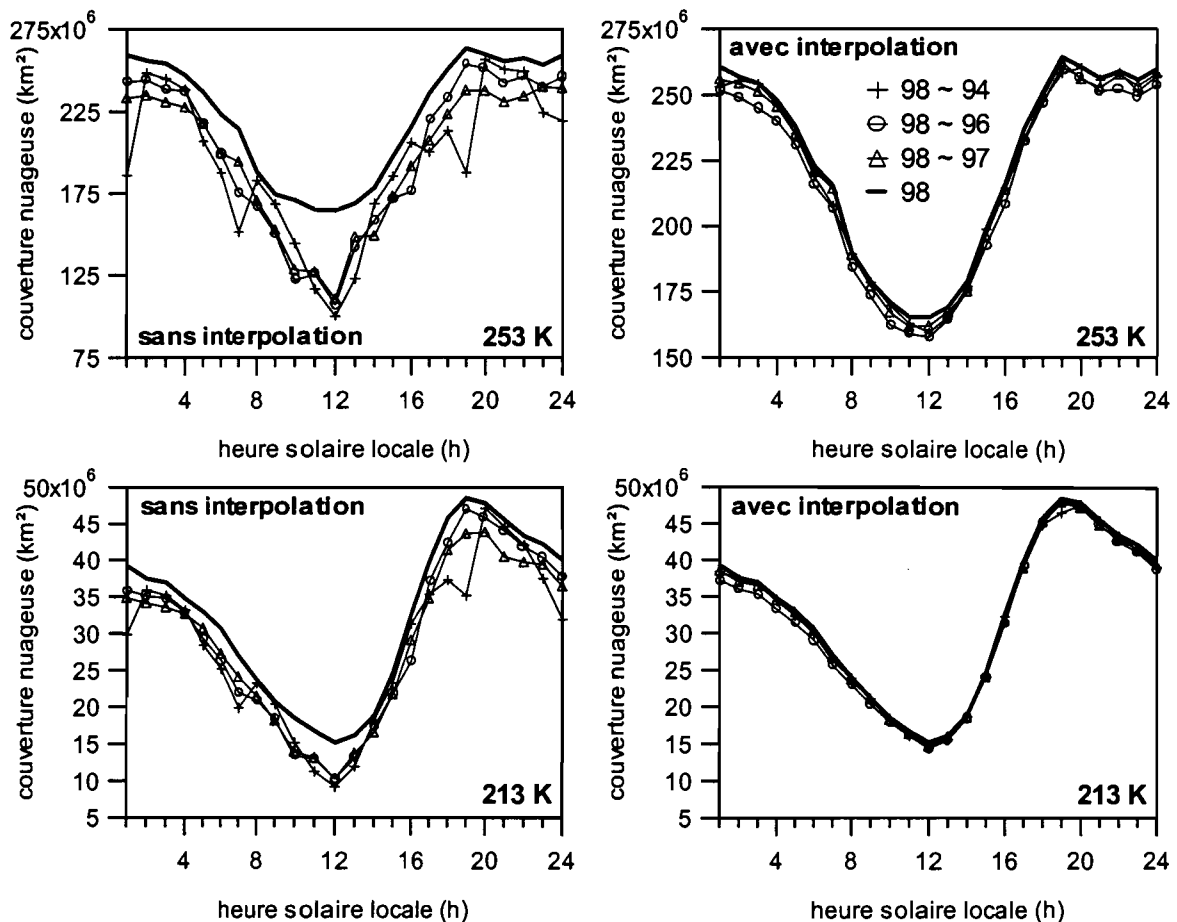 275x10⁶
225
175
125
75
couverture nuageuse (km²)
sans interpolation
253 K
4 8 12 16 20 24
heure solaire locale (h)
275x10⁶
250
225
200
175
150
couverture nuageuse (km²)
avec interpolation
98 ~ 94
98 ~ 96
98 ~ 97
98
253 K
4 8 12 16 20 24
heure solaire locale (h)
50x10⁶
45
40
35
30
25
20
15
10
5
couverture nuageuse (km²)
sans interpolation
213 K
4 8 12 16 20 24
heure solaire locale (h)
50x10⁶
45
40
35
30
25
20
15
10
5
couverture nuageuse (km²)
avec interpolation
213 K
4 8 12 16 20 24
heure solaire locale (h)